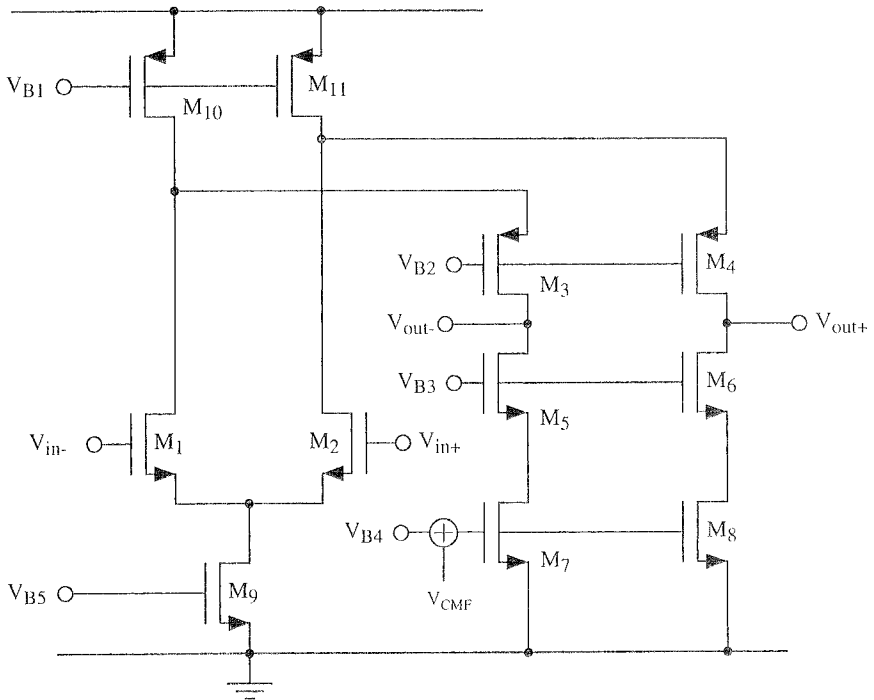 V_B1
M_10
M_11
V_B2
M_3
M_4
V_out-
V_out+
V_B3
M_5
M_6
V_in-
M_1
M_2
V_in+
V_B4
+
M_7
M_8
V_CMF
V_B5
M_9